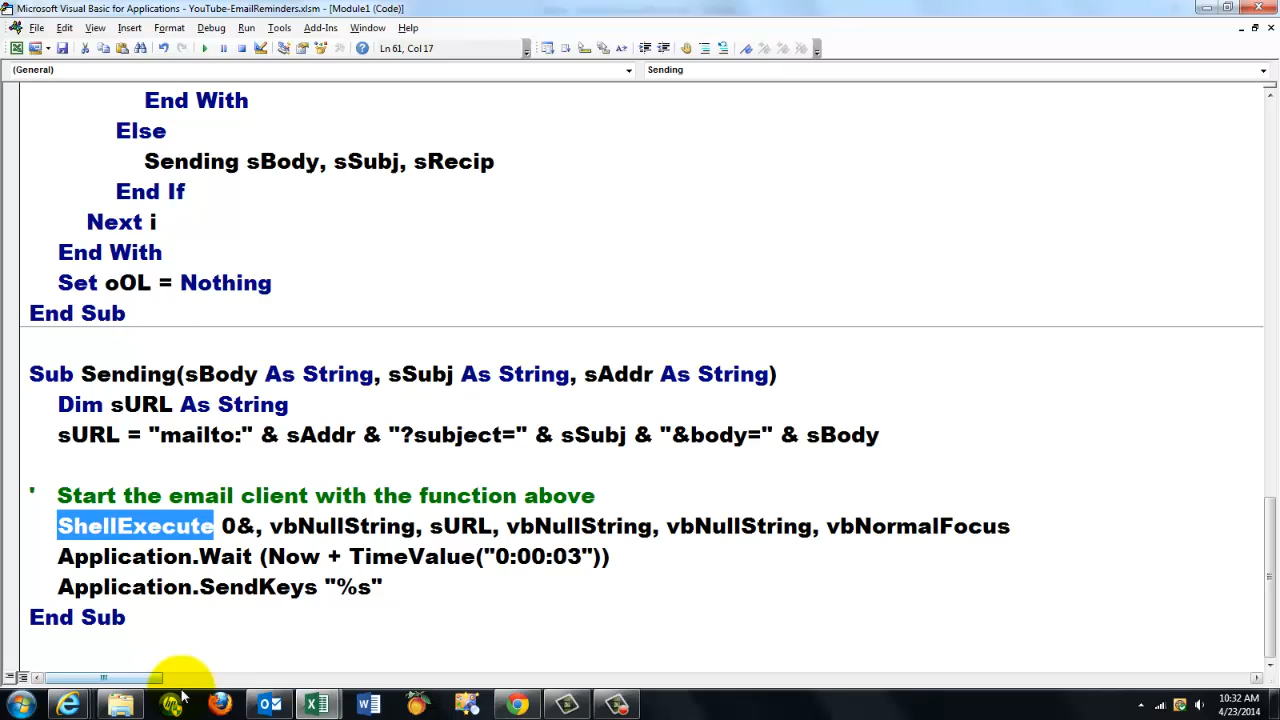 Microsoft Visual Basic for Applications - YouTube-EmailReminders.xlsm - [Module1 (Code)]
File Edit View Insert Format Debug Run Tools Add-Ins Window Help
Ln 61, Col 17
(General) Sending
End With
Else
Sending sBody, sSubj, sRecip
End If
Next i
End With
Set oOL = Nothing
End Sub
Sub Sending(sBody As String, sSubj As String, sAddr As String)
Dim sURL As String
sURL = "mailto:" & sAddr & "?subject=" & sSubj & "&body=" & sBody
' Start the email client with the function above
ShellExecute 0&, vbNullString, sURL, vbNullString, vbNullString, vbNormalFocus
Application.Wait (Now + TimeValue("0:00:03"))
Application.SendKeys "%s"
End Sub
10:32 AM
4/23/2014